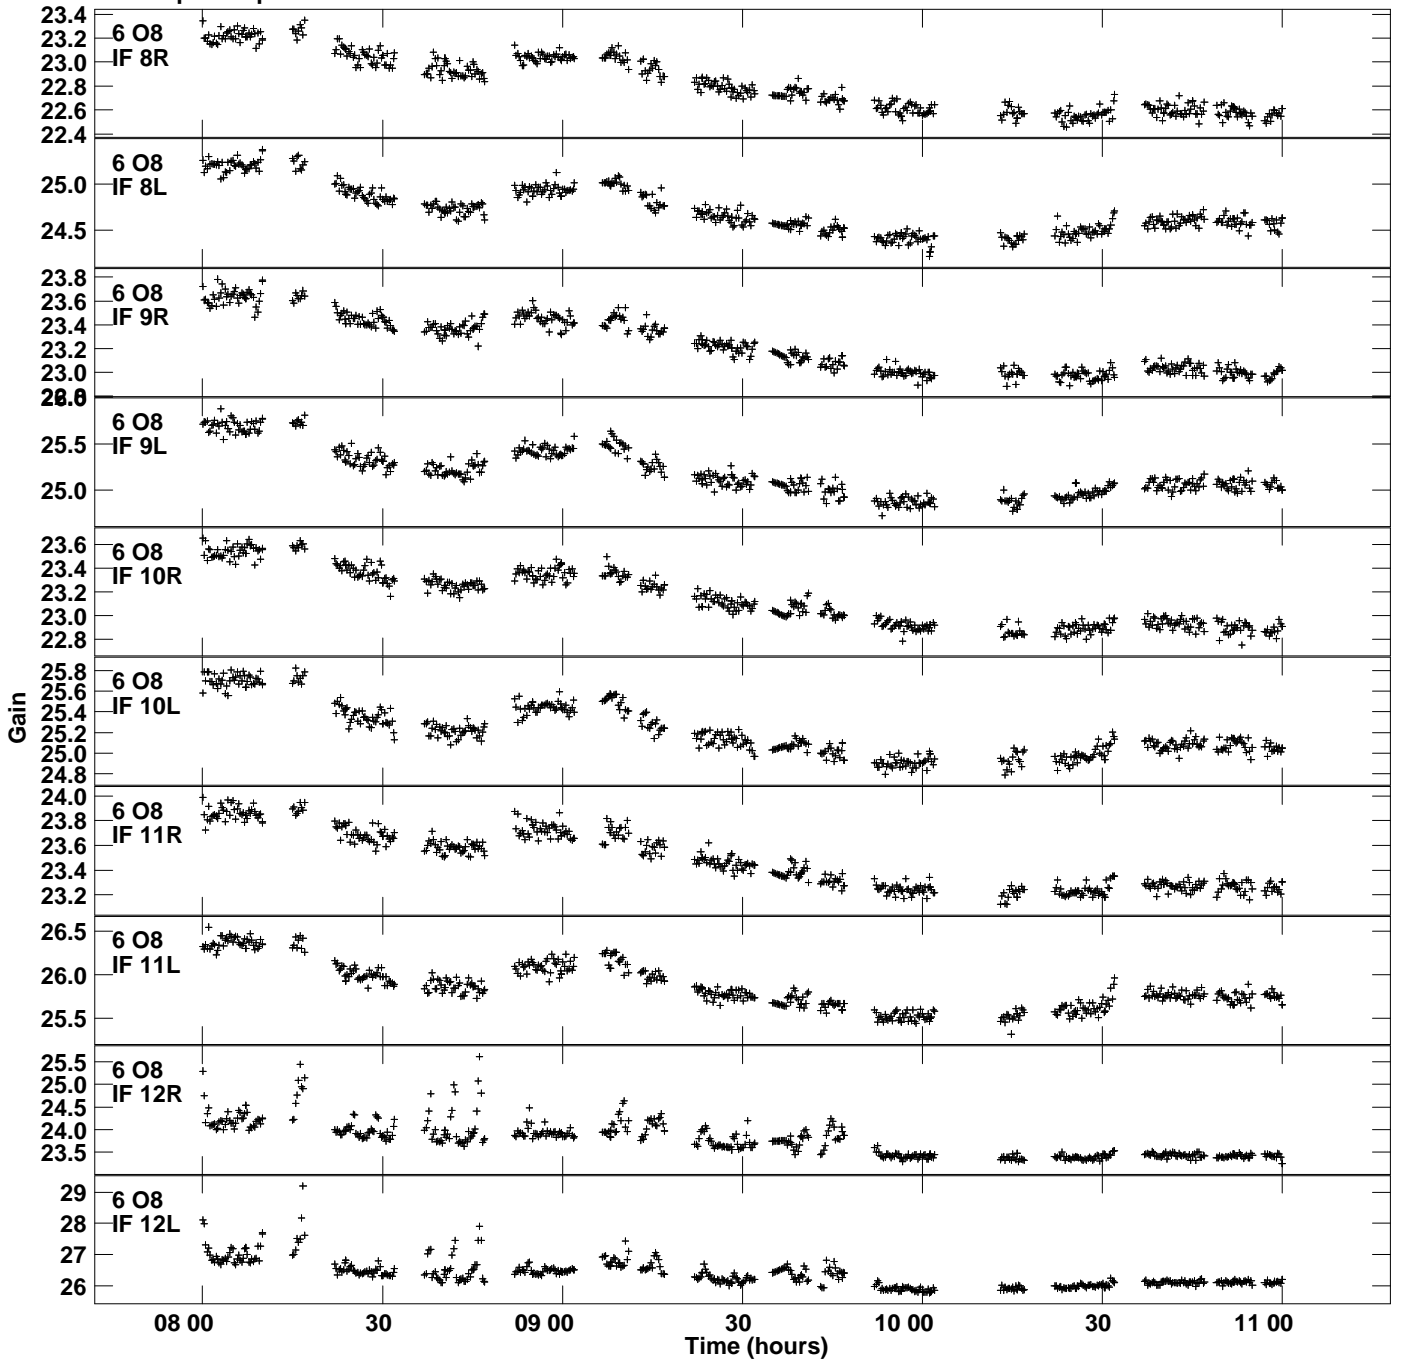 23.4
23.2
23.0
22.8
22.6
22.4
6 O8
IF 8R
25.0
24.5
6 O8
IF 8L
23.8
23.6
23.4
23.2
23.0
6 O8
IF 9R
25.5
25.0
6 O8
IF 9L
23.6
23.4
23.2
23.0
22.8
6 O8
IF 10R
25.8
25.6
25.4
25.2
25.0
24.8
6 O8
IF 10L
Gain
24.0
23.8
23.6
23.4
23.2
6 O8
IF 11R
26.5
26.0
25.5
6 O8
IF 11L
25.5
25.0
24.5
24.0
23.5
6 O8
IF 12R
29
28
27
26
6 O8
IF 12L
08 00 30 09 00 30 10 00 30 11 00
Time (hours)